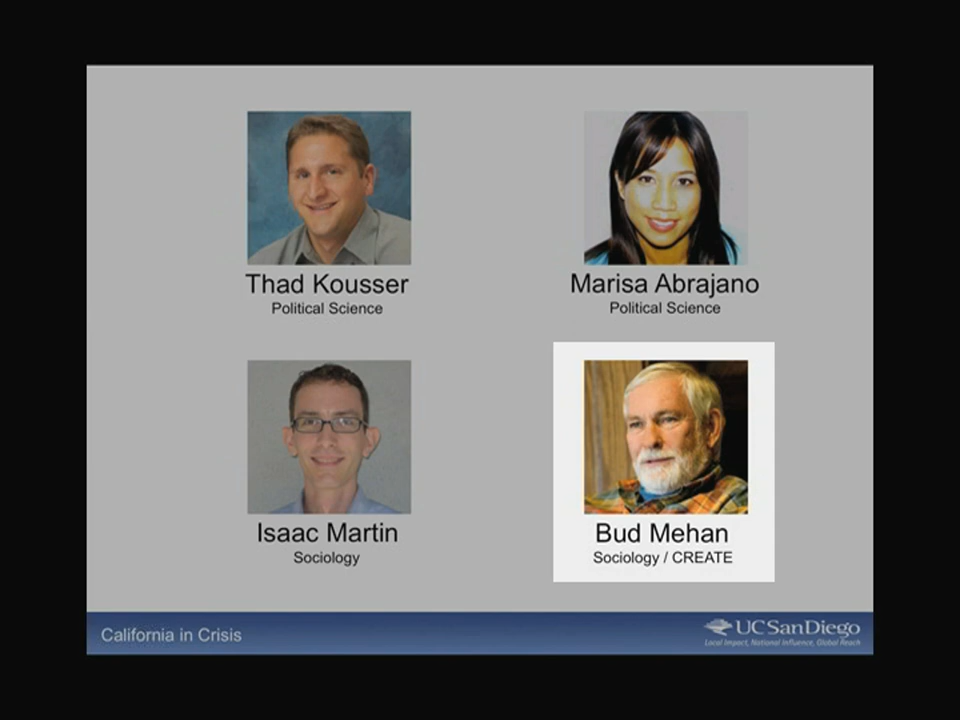 Thad Kousser
Political Science
Marisa Abrajano
Political Science
Isaac Martin
Sociology
Bud Mehan
Sociology / CREATE
California in Crisis
UC San Diego
Local Impact, National Influence, Global Reach